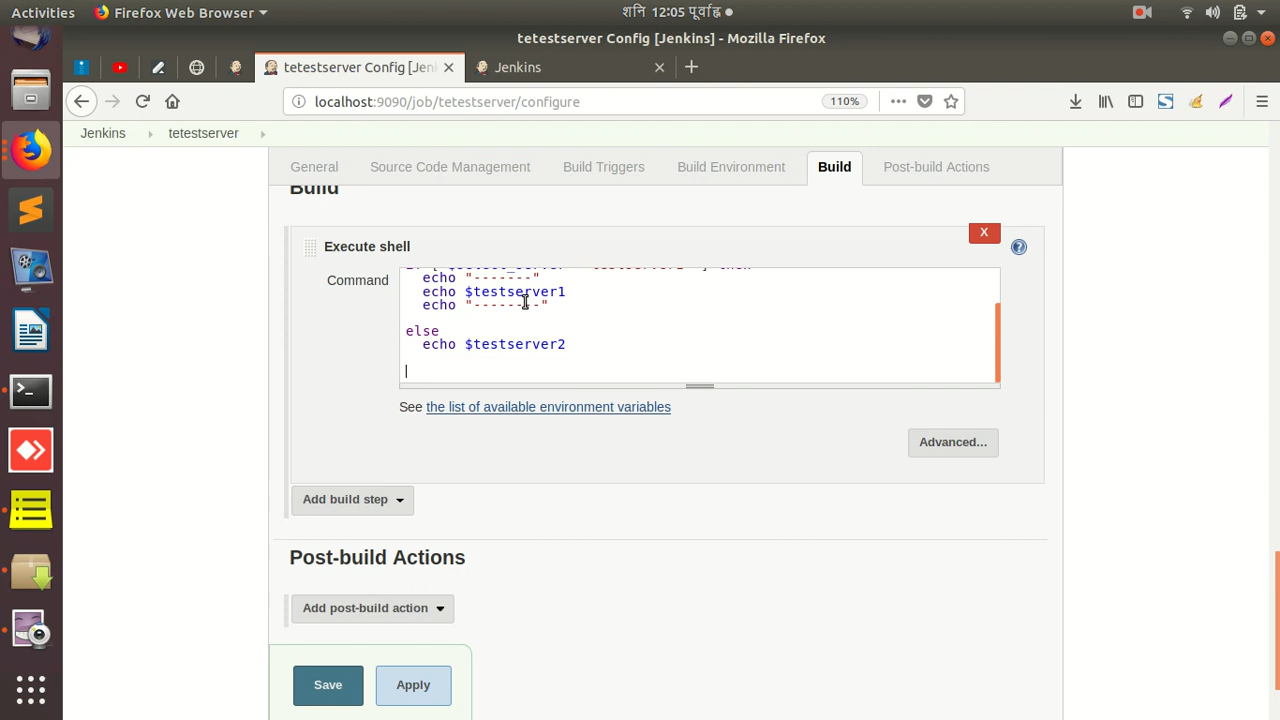 Activities Firefox Web Browser शनि 12:05 पूर्वाह्न
tetestserver Config [Jenkins] - Mozilla Firefox
tetestserver Config [Jen Jenkins
localhost:9090/job/tetestserver/configure 110%
Jenkins tetestserver
General Source Code Management Build Triggers Build Environment Build Post-build Actions
Build
X
Execute shell
Command
echo "-------"
echo $testserver1
echo "--------"
else
echo $testserver2
See the list of available environment variables
Advanced...
Add build step
Post-build Actions
Add post-build action
Save Apply